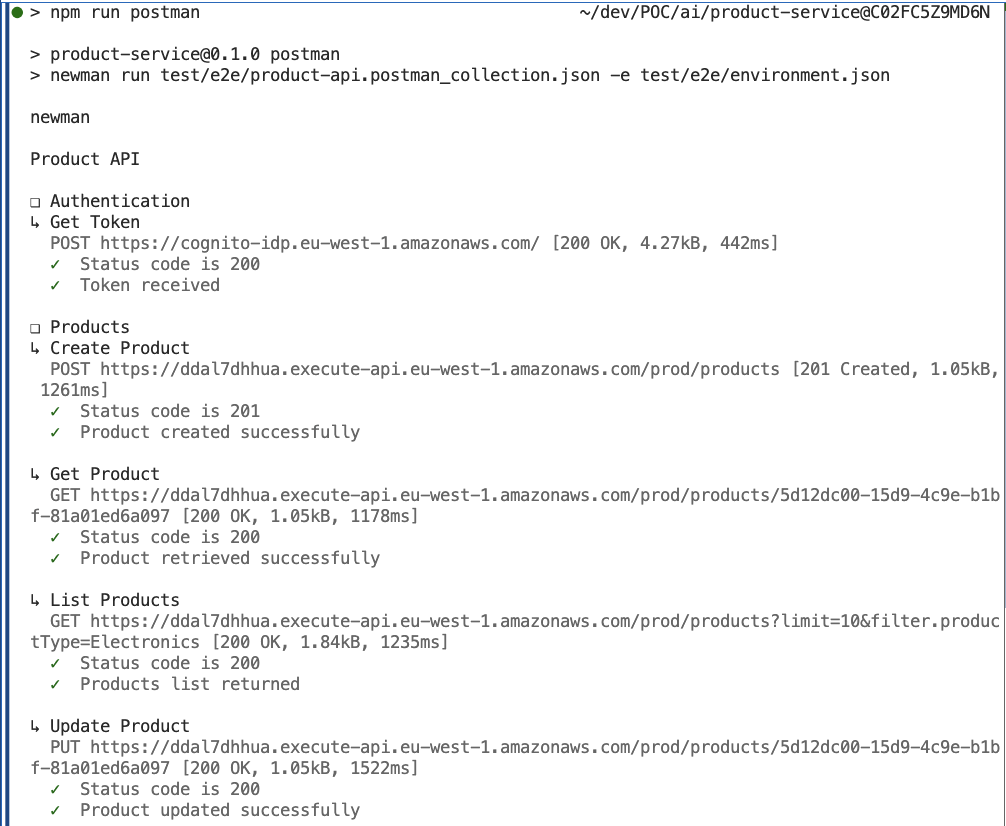 > npm run postman ~/dev/POC/ai/product-service@C02FC5Z9MD6N
> product-service@0.1.0 postman
> newman run test/e2e/product-api.postman_collection.json -e test/e2e/environment.json
newman
Product API
❏ Authentication
↳ Get Token
POST https://cognito-idp.eu-west-1.amazonaws.com/ [200 OK, 4.27kB, 442ms]
✓ Status code is 200
✓ Token received
❏ Products
↳ Create Product
POST https://ddal7dhhua.execute-api.eu-west-1.amazonaws.com/prod/products [201 Created, 1.05kB,
1261ms]
✓ Status code is 201
✓ Product created successfully
↳ Get Product
GET https://ddal7dhhua.execute-api.eu-west-1.amazonaws.com/prod/products/5d12dc00-15d9-4c9e-b1b
f-81a01ed6a097 [200 OK, 1.05kB, 1178ms]
✓ Status code is 200
✓ Product retrieved successfully
↳ List Products
GET https://ddal7dhhua.execute-api.eu-west-1.amazonaws.com/prod/products?limit=10&filter.produc
tType=Electronics [200 OK, 1.84kB, 1235ms]
✓ Status code is 200
✓ Products list returned
↳ Update Product
PUT https://ddal7dhhua.execute-api.eu-west-1.amazonaws.com/prod/products/5d12dc00-15d9-4c9e-b1b
f-81a01ed6a097 [200 OK, 1.05kB, 1522ms]
✓ Status code is 200
✓ Product updated successfully